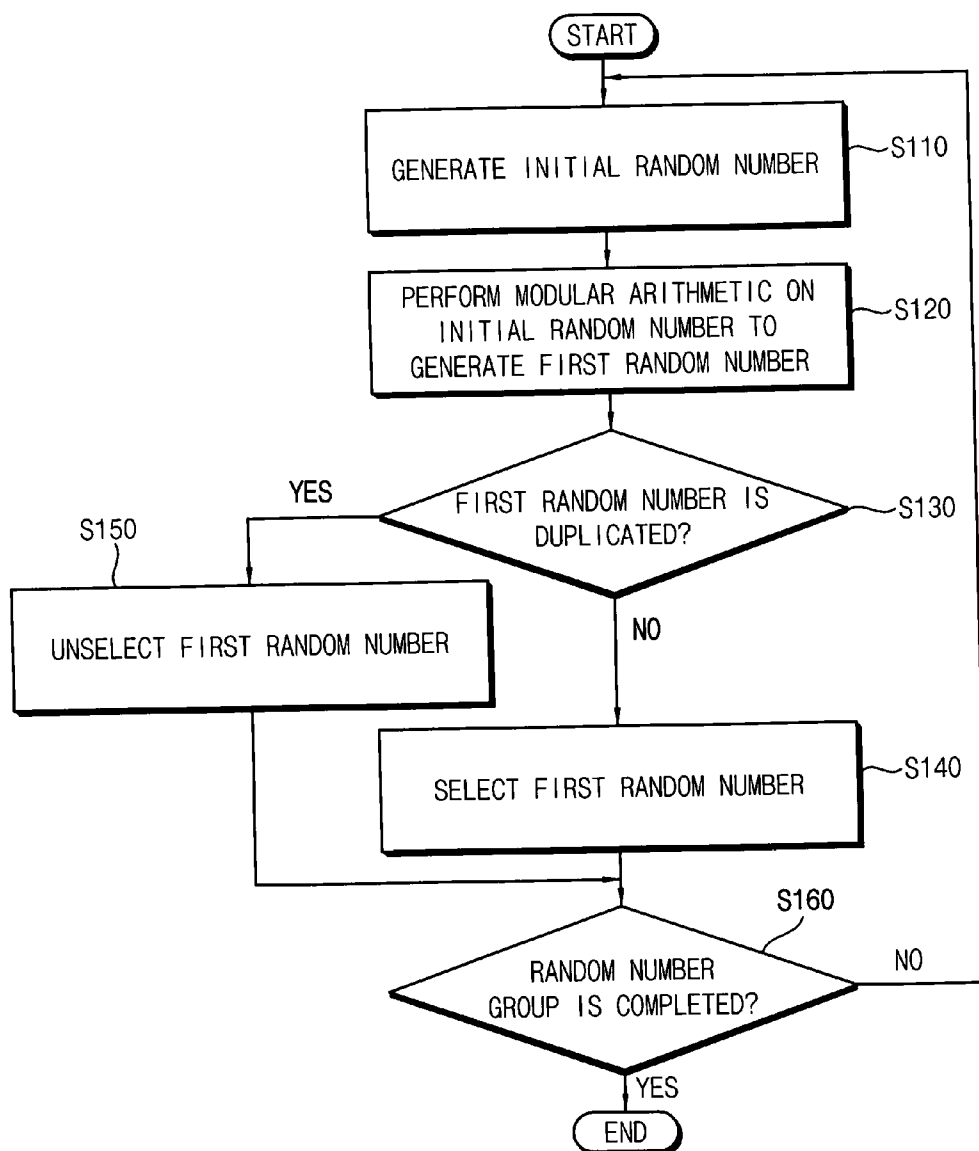 START
GENERATE INITIAL RANDOM NUMBER
S110
PERFORM MODULAR ARITHMETIC ON
INITIAL RANDOM NUMBER TO
GENERATE FIRST RANDOM NUMBER
S120
YES
FIRST RANDOM NUMBER IS
DUPLICATED?
S130
S150
UNSELECT FIRST RANDOM NUMBER
NO
SELECT FIRST RANDOM NUMBER
S140
S160
RANDOM NUMBER
GROUP IS COMPLETED?
NO
YES
END